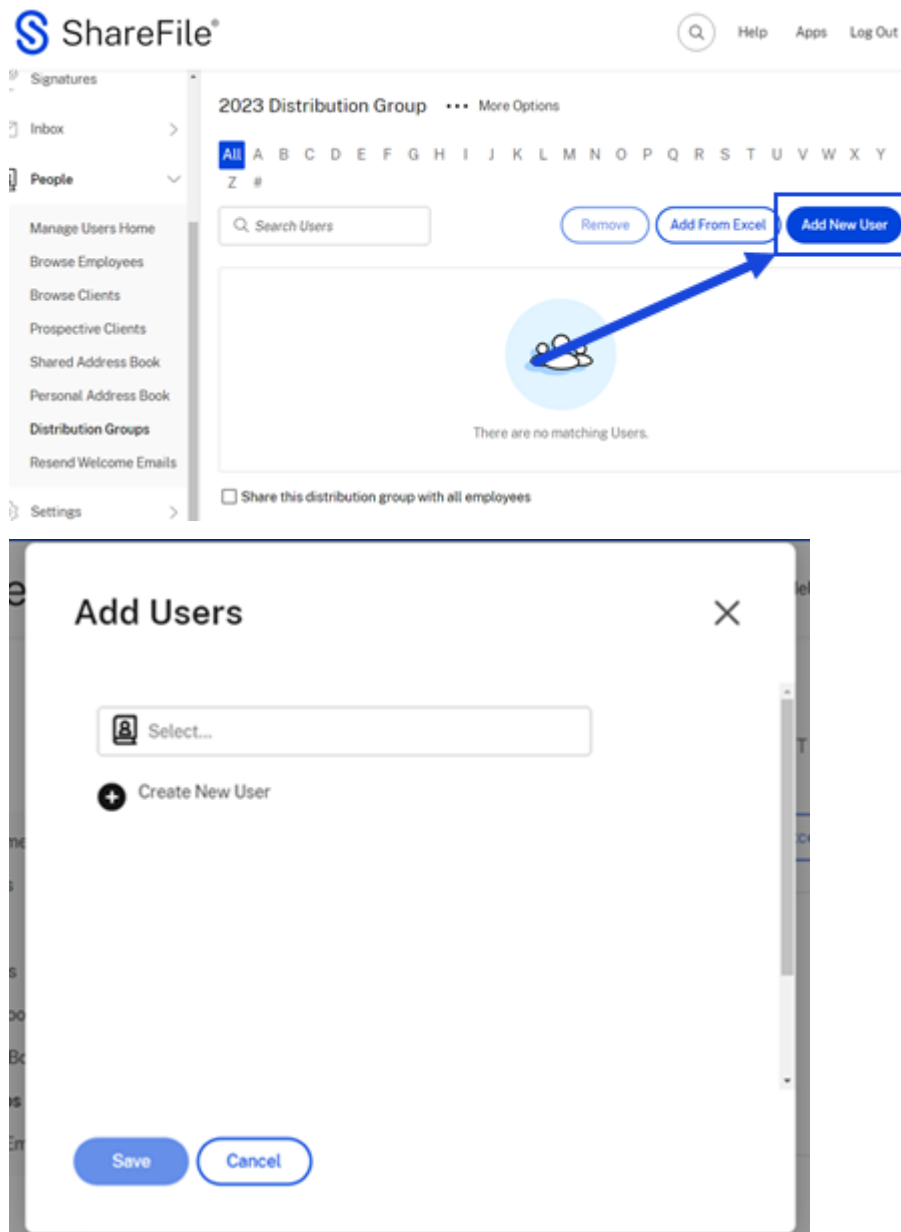 ShareFile®
Help Apps Log Out
Signatures
Inbox
People
Manage Users Home
Browse Employees
Browse Clients
Prospective Clients
Shared Address Book
Personal Address Book
Distribution Groups
Resend Welcome Emails
Settings
2023 Distribution Group ••• More Options
All A B C D E F G H I J K L M N O P Q R S T U V W X Y
Z #
Search Users
Remove Add From Excel Add New User
There are no matching Users.
Share this distribution group with all employees
Add Users
Select...
Create New User
Save Cancel